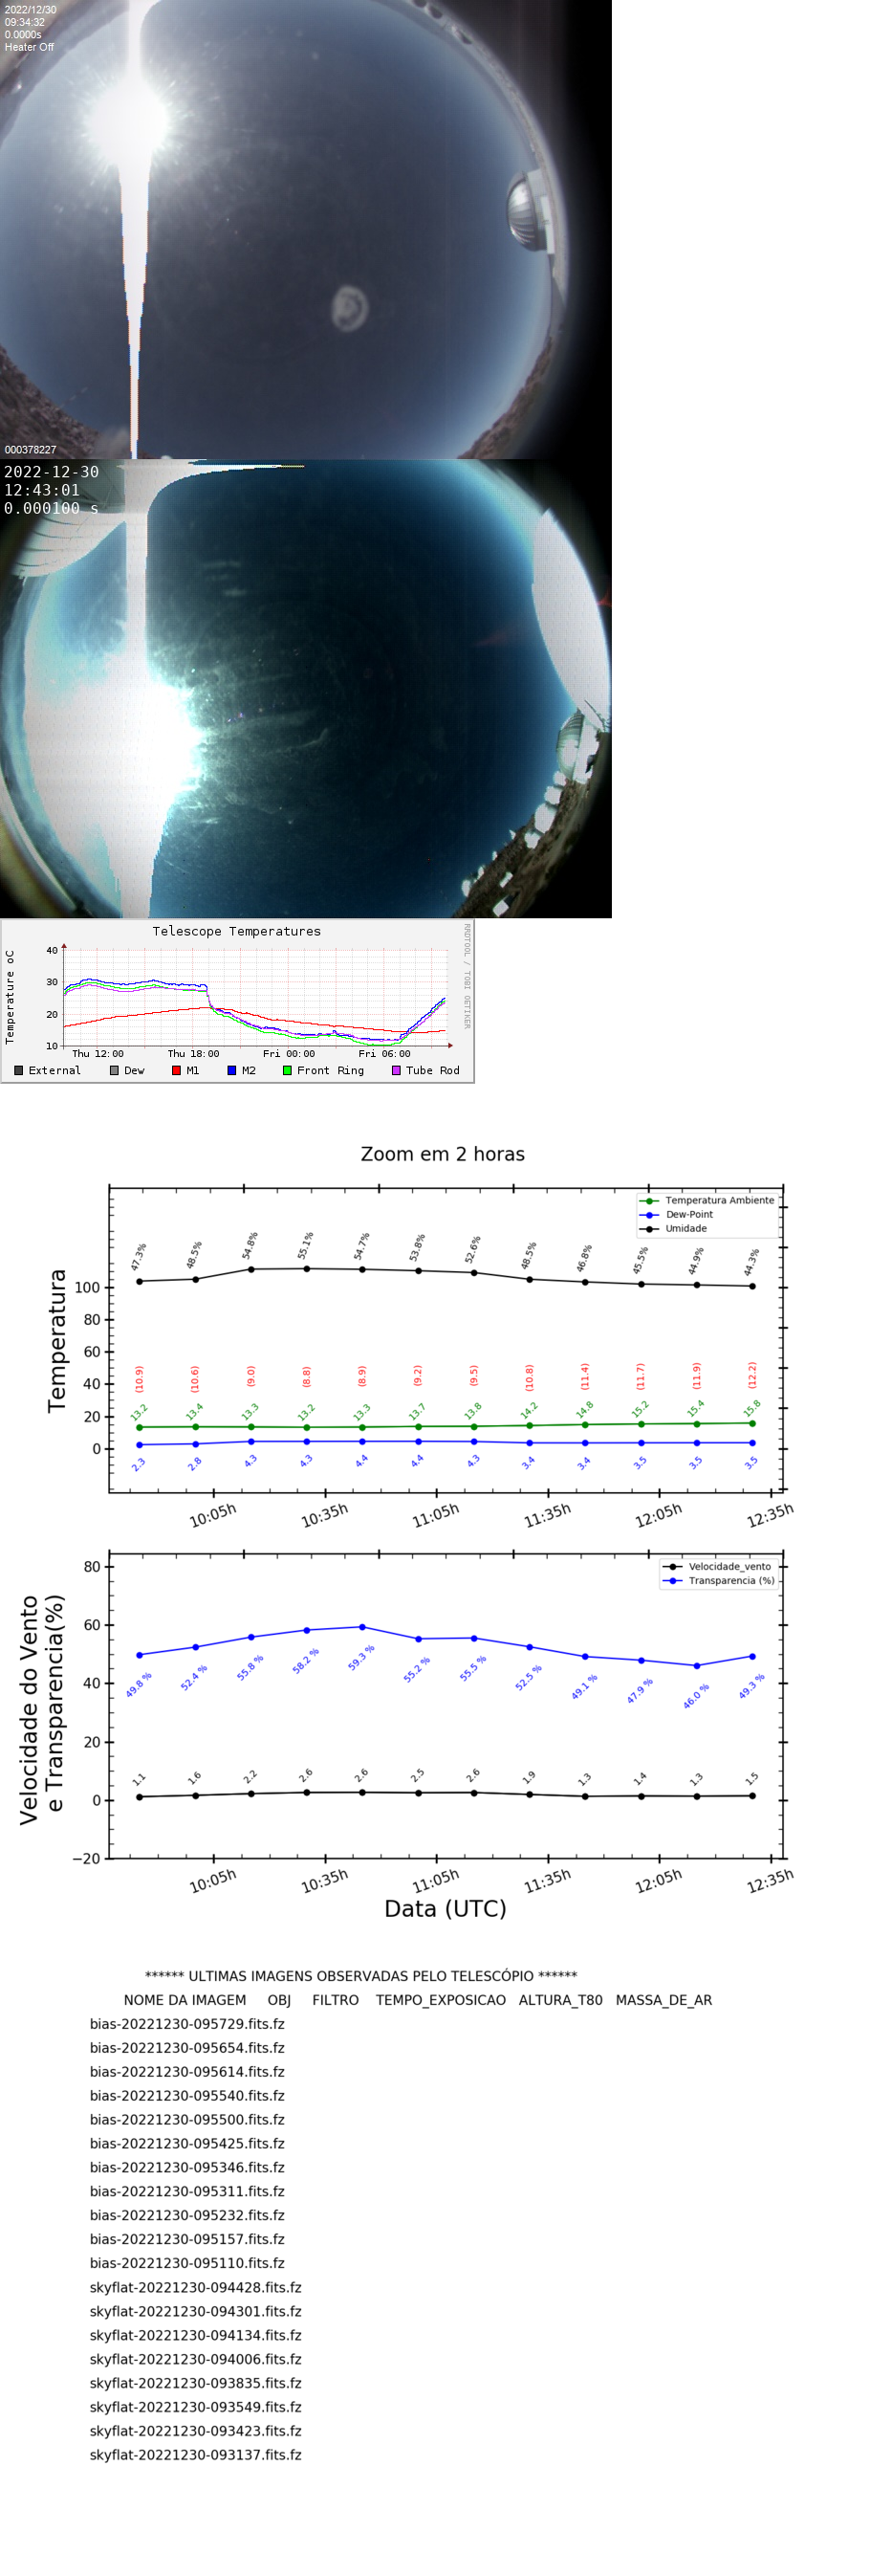 2022/12/30
09:34:32
0.0000s
Heater Off
000378227
2022-12-30
12:43:01
0.000100 s
Telescope Temperatures
RRDTOOL / TOBI OETIKER
Temperature oC
40
30
20
10
Thu 12:00 Thu 18:00 Fri 00:00 Fri 06:00
External Dew M1 M2 Front Ring Tube Rod
Zoom em 2 horas
Temperatura Ambiente
Dew-Point
Umidade
Temperatura
100
80
60
40
20
0
47.3% 48.5% 54.8% 55.1% 54.7% 53.8% 52.6% 48.5% 46.8% 45.5% 44.9% 44.3%
(10.9) (10.6) (9.0) (8.8) (8.9) (9.2) (9.5) (10.8) (11.4) (11.7) (11.9) (12.2)
13.2 13.4 13.3 13.2 13.3 13.7 13.8 14.2 14.8 15.2 15.4 15.8
2.3 2.8 4.3 4.3 4.4 4.4 4.3 3.4 3.4 3.5 3.5 3.5
10:05h 10:35h 11:05h 11:35h 12:05h 12:35h
Velocidade_vento
Transparencia (%)
Velocidade do Vento
e Transparencia(%)
80
60
40
20
0
−20
49.8 % 52.4 % 55.8 % 58.2 % 59.3 % 55.2 % 55.5 % 52.5 % 49.1 % 47.9 % 46.0 % 49.3 %
1.1 1.6 2.2 2.6 2.6 2.5 2.6 1.9 1.3 1.4 1.3 1.5
10:05h 10:35h 11:05h 11:35h 12:05h 12:35h
Data (UTC)
****** ULTIMAS IMAGENS OBSERVADAS PELO TELESCÓPIO ******
NOME DA IMAGEM OBJ FILTRO TEMPO_EXPOSICAO ALTURA_T80 MASSA_DE_AR
bias-20221230-095729.fits.fz
bias-20221230-095654.fits.fz
bias-20221230-095614.fits.fz
bias-20221230-095540.fits.fz
bias-20221230-095500.fits.fz
bias-20221230-095425.fits.fz
bias-20221230-095346.fits.fz
bias-20221230-095311.fits.fz
bias-20221230-095232.fits.fz
bias-20221230-095157.fits.fz
bias-20221230-095110.fits.fz
skyflat-20221230-094428.fits.fz
skyflat-20221230-094301.fits.fz
skyflat-20221230-094134.fits.fz
skyflat-20221230-094006.fits.fz
skyflat-20221230-093835.fits.fz
skyflat-20221230-093549.fits.fz
skyflat-20221230-093423.fits.fz
skyflat-20221230-093137.fits.fz